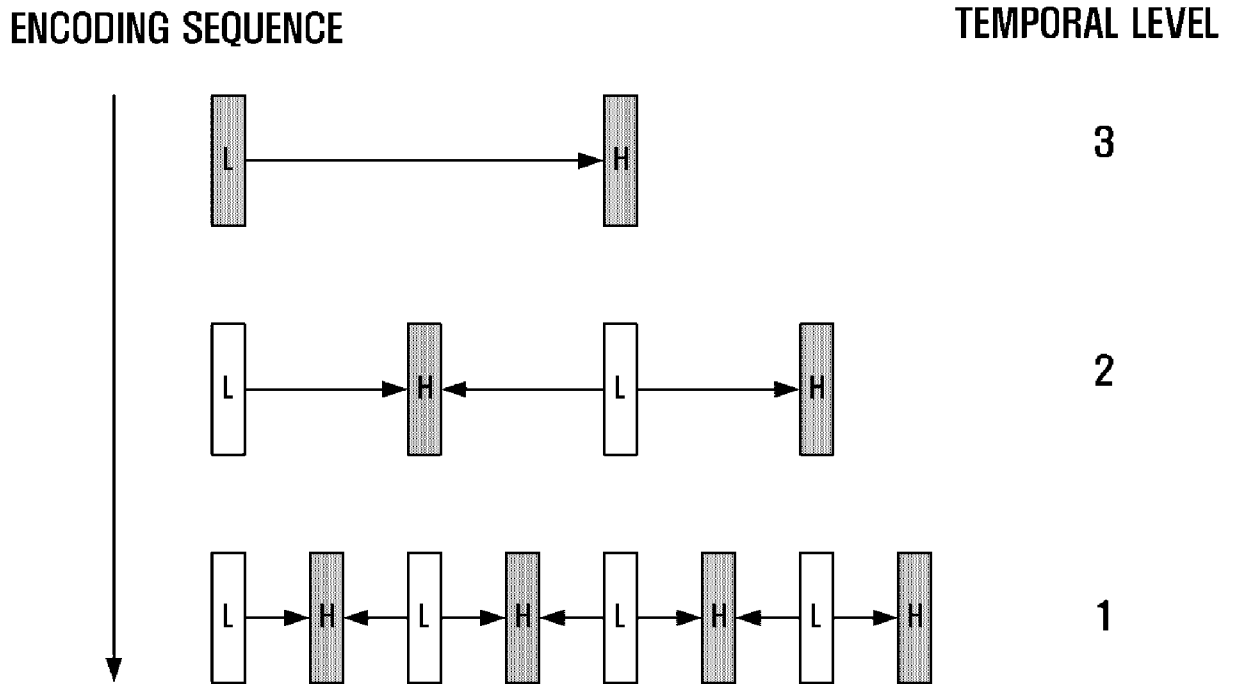 ENCODING SEQUENCE TEMPORAL LEVEL
L H 3
L H L H 2
L H L H L H L H 1